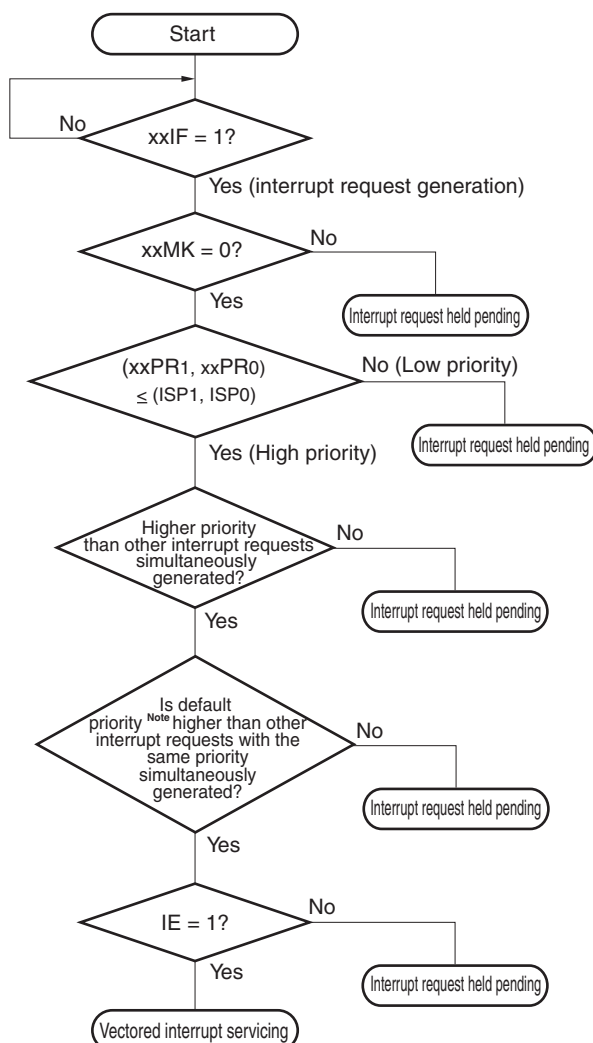 Start
No
xxIF = 1?
Yes (interrupt request generation)
xxMK = 0?
No
Yes
Interrupt request held pending
(xxPR1, xxPR0)
≤ (ISP1, ISP0)
No (Low priority)
Interrupt request held pending
Yes (High priority)
Higher priority
than other interrupt requests
simultaneously
generated?
No
Interrupt request held pending
Yes
Is default
priority Note higher than other
interrupt requests with the
same priority
simultaneously
generated?
No
Interrupt request held pending
Yes
IE = 1?
No
Interrupt request held pending
Yes
Vectored interrupt servicing